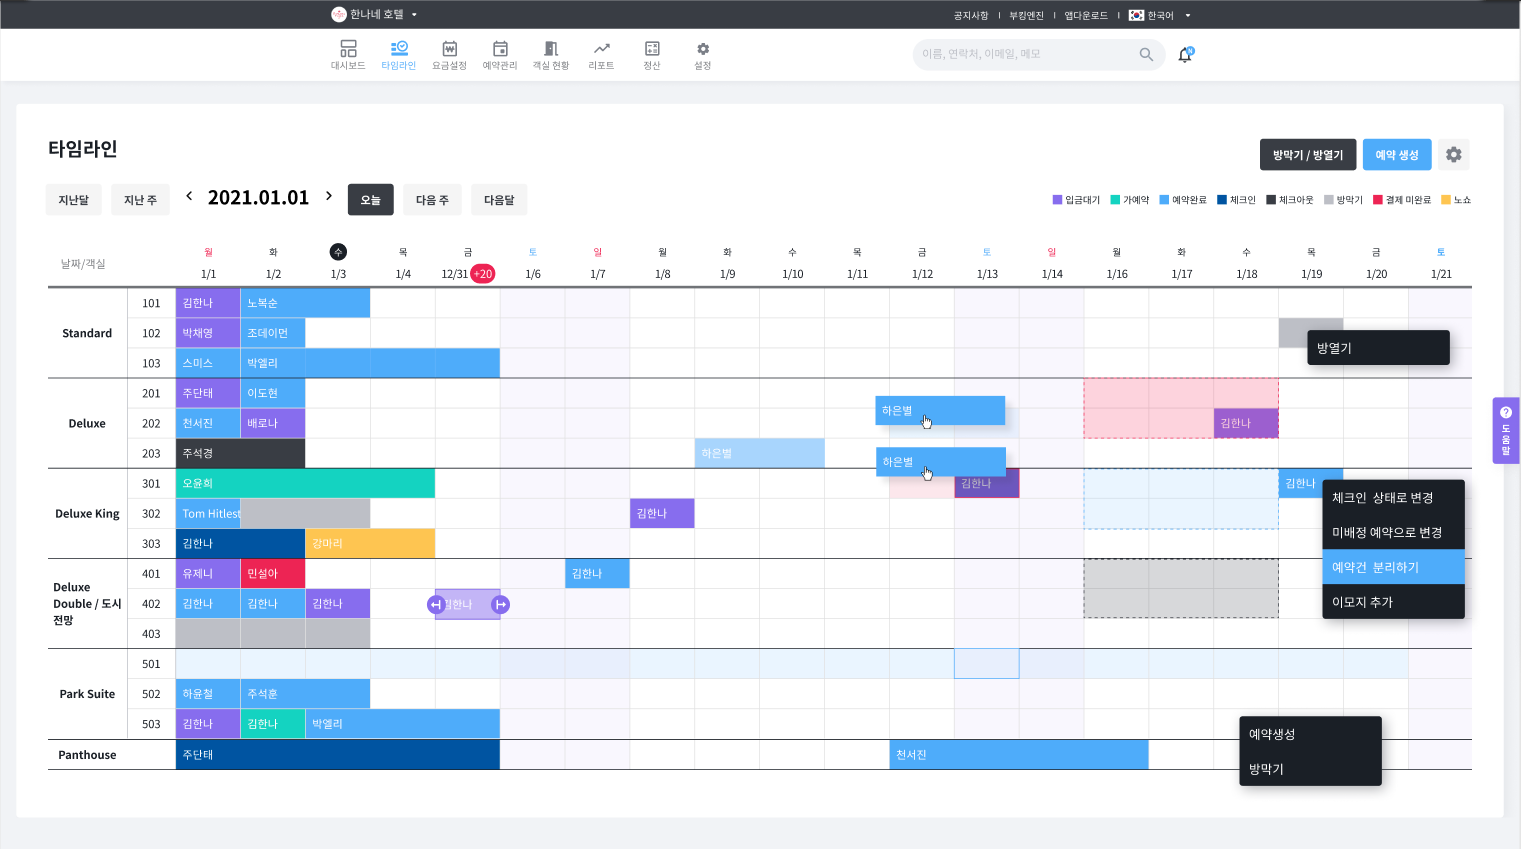 한나네 호텔
공지사항 | 부킹엔진 | 앱다운로드 | 한국어
대시보드 타임라인 요금설정 예약관리 객실 현황 리포트 정산 설정
이름, 연락처, 이메일, 메모
N
타임라인
방막기 / 방열기 예약 생성
지난달 지난 주 < 2021.01.01 > 오늘 다음 주 다음달
입금대기 가예약 예약완료 체크인 체크아웃 방막기 결제 미완료 노쇼
날짜/객실
월 화 수 목 금 토 일 월 화 수 목 금 토 일 월 화 수 목 금 토
1/1 1/2 1/3 1/4 12/31 +20 1/6 1/7 1/8 1/9 1/10 1/11 1/12 1/13 1/14 1/16 1/17 1/18 1/19 1/20 1/21
Standard
101 김한나 노복순
102 박채영 조데이먼
103 스미스 박엘리
방열기
Deluxe
201 주단태 이도현
하은별
202 천서진 배로나 김한나
203 주석경 하은별
하은별
Deluxe King
301 오윤희 김한나 김한나
302 Tom Hitlest 김한나
303 김한나 강마리
체크인 상태로 변경
미배정 예약으로 변경
예약건 분리하기
이모지 추가
Deluxe
Double / 도시
전망
401 유제니 민설아 김한나
402 김한나 김한나 김한나 김한나
403
Park Suite
501
502 하윤철 주석훈
503 김한나 김한나 박엘리
Panthouse 주단태 천서진
예약생성
방막기
?
도움말